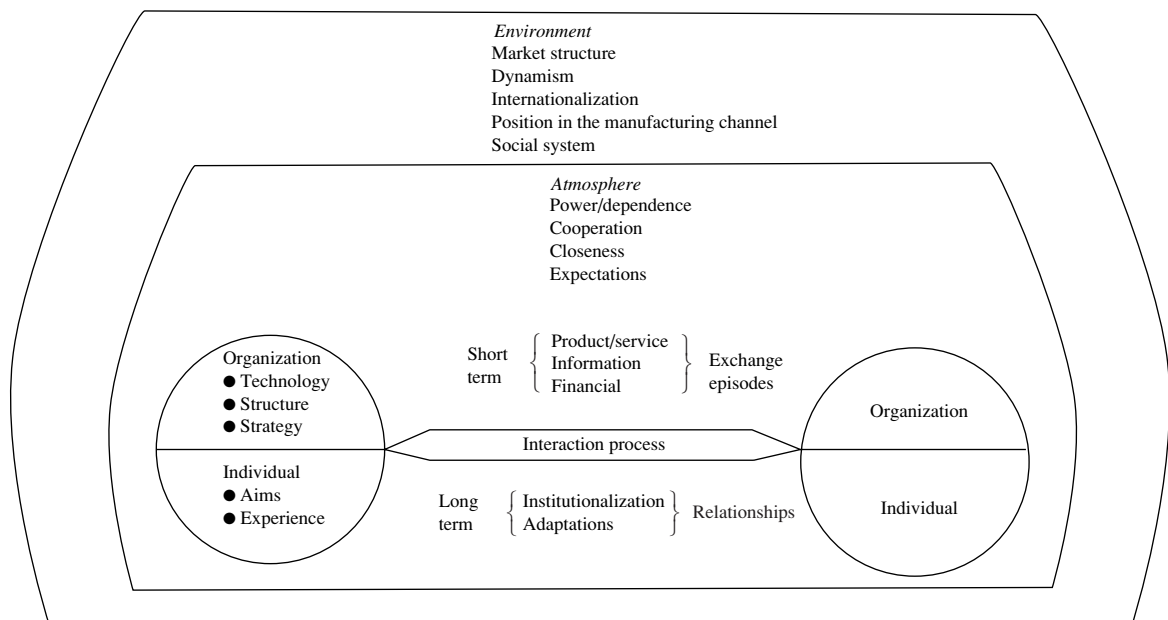 Environment
Market structure
Dynamism
Internationalization
Position in the manufacturing channel
Social system
Atmosphere
Power/dependence
Cooperation
Closeness
Expectations
Organization
● Technology
● Structure
● Strategy
Individual
● Aims
● Experience
Short
term
Product/service
Information
Financial
Exchange
episodes
Interaction process
Long
term
Institutionalization
Adaptations
Relationships
Organization
Individual